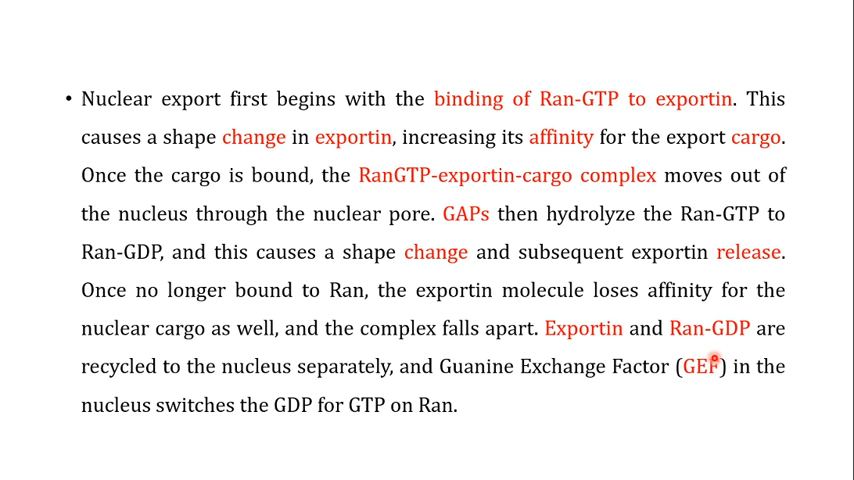 • Nuclear export first begins with the binding of Ran-GTP to exportin. This
causes a shape change in exportin, increasing its affinity for the export cargo.
Once the cargo is bound, the RanGTP-exportin-cargo complex moves out of
the nucleus through the nuclear pore. GAPs then hydrolyze the Ran-GTP to
Ran-GDP, and this causes a shape change and subsequent exportin release.
Once no longer bound to Ran, the exportin molecule loses affinity for the
nuclear cargo as well, and the complex falls apart. Exportin and Ran-GDP are
recycled to the nucleus separately, and Guanine Exchange Factor (GEF) in the
nucleus switches the GDP for GTP on Ran.